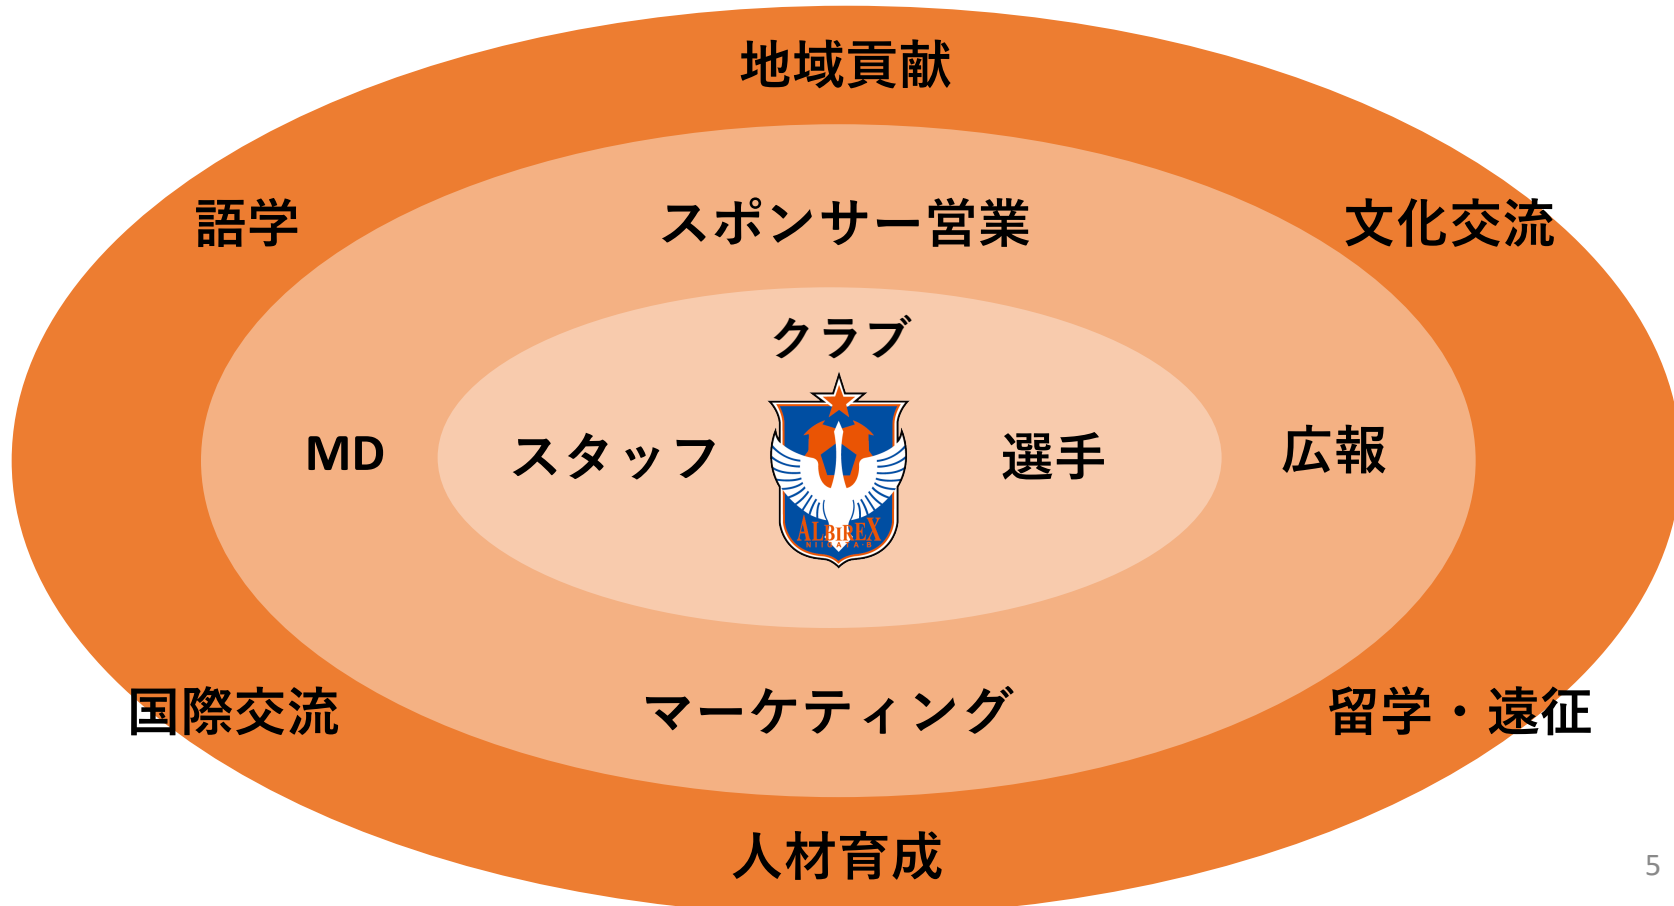 地域貢献
語学
スポンサー営業
文化交流
クラブ
MD
スタッフ
選手
広報
ALBIREX
NIIGATA-B
国際交流
マーケティング
留学・遠征
人材育成
5